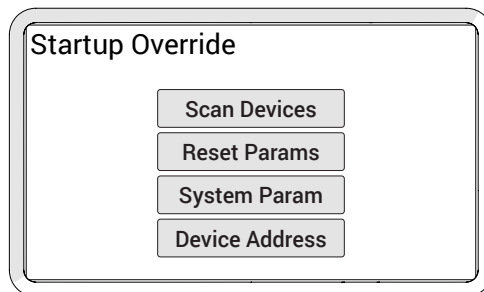 Startup Override
Scan Devices
Reset Params
System Param
Device Address